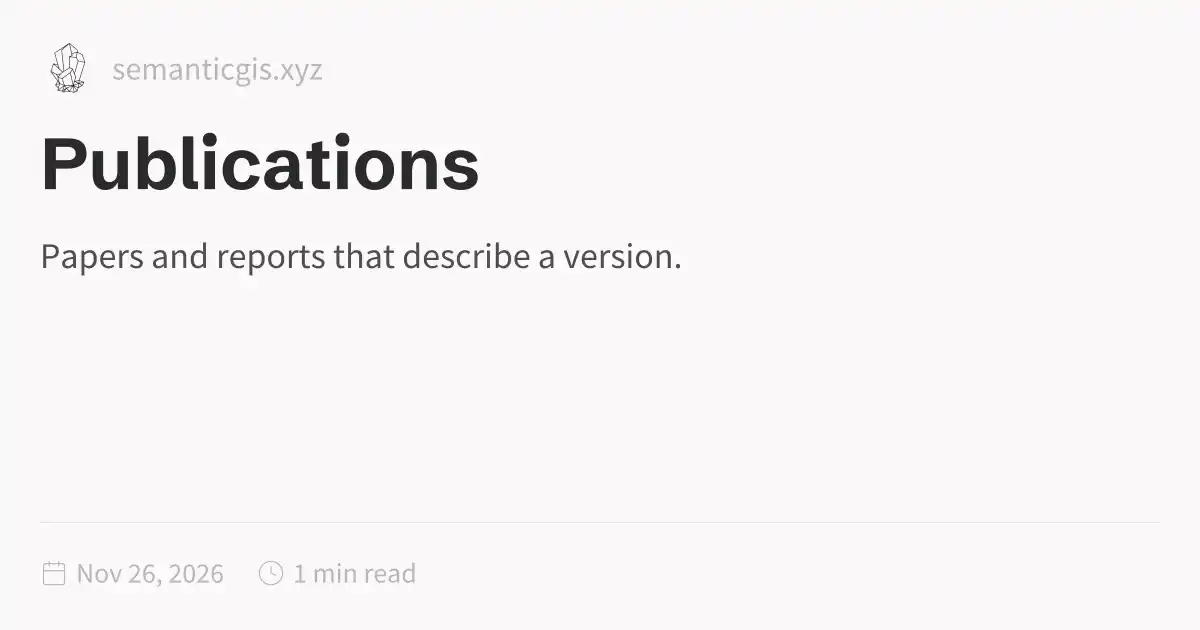 semanticgis.xyz
Publications
Papers and reports that describe a version.
Nov 26, 2026 1 min read